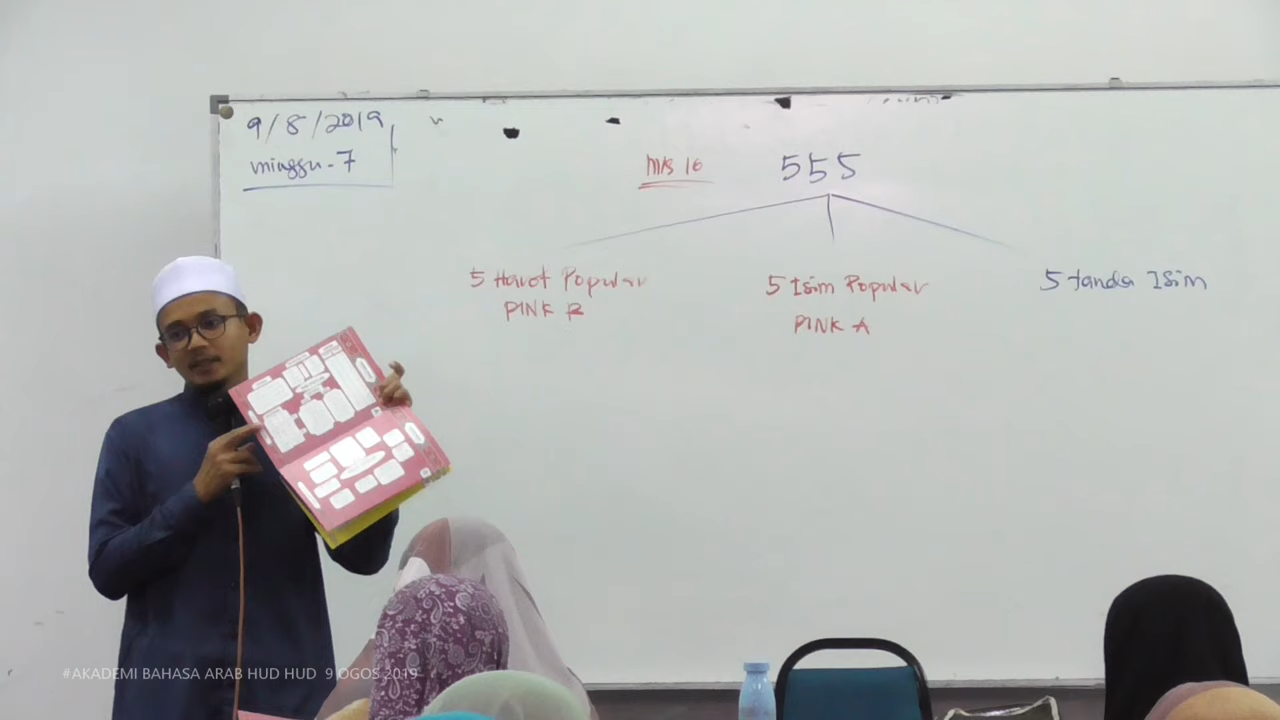 9/8/2019
minggu-7
M/S 16
555
5 Harof Popular
PINK B
5 Isim Popular
PINK A
5 tanda Isim
#AKADEMI BAHASA ARAB HUD HUD 9 OGOS 2019